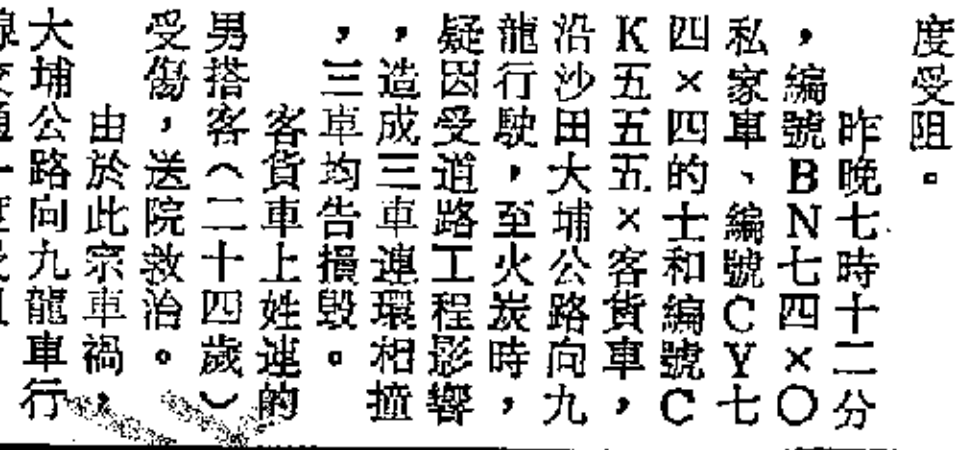 度受阻。
昨晚七時十二分
，編號BN七四×○
私家車、編號CY七
四×四的士和編號C
K五五五×客貨車，
沿沙田大埔公路向九
龍行駛，至火炭時，
疑因受道路工程影響
，造成三車連環相撞
，三車均告損毀。
客貨車上姓連的
男搭客（二十四歲）
受傷，送院救治。
由於此宗車禍，
大埔公路向九龍車行